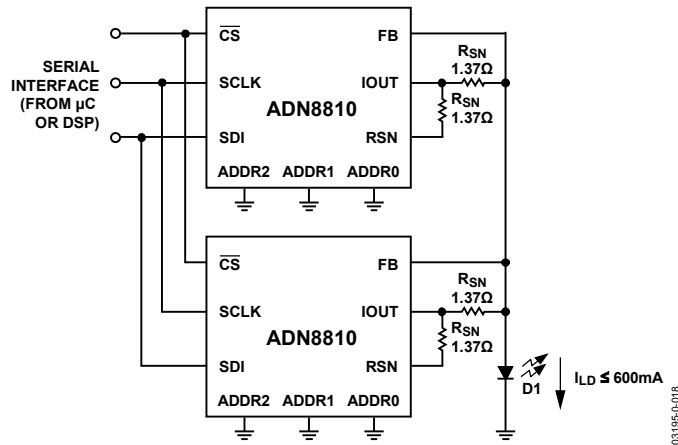 SERIAL
INTERFACE
(FROM µC
OR DSP)
CS
SCLK
SDI
ADN8810
FB
IOUT
RSN
ADDR2 ADDR1 ADDR0
RSN
1.37Ω
RSN
1.37Ω
CS
SCLK
SDI
ADN8810
FB
IOUT
RSN
ADDR2 ADDR1 ADDR0
RSN
1.37Ω
RSN
1.37Ω
D1
ILD ≤ 600mA
03195-0-018